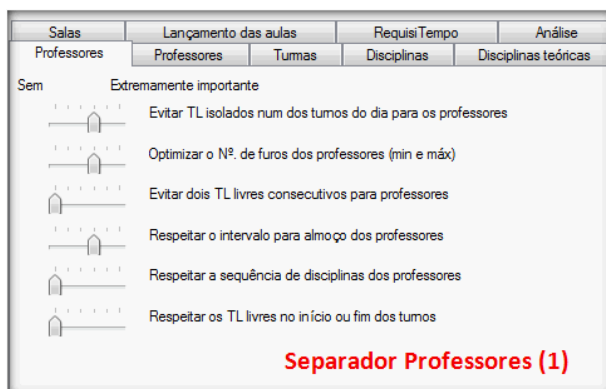 Salas Lançamento das aulas RequisiTempo Análise
Professores Professores Turmas Disciplinas Disciplinas teóricas
Sem Extremamente importante
Evitar TL isolados num dos turnos do dia para os professores
Optimizar o Nº. de furos dos professores (min e máx)
Evitar dois TL livres consecutivos para professores
Respeitar o intervalo para almoço dos professores
Respeitar a sequência de disciplinas dos professores
Respeitar os TL livres no início ou fim dos turnos
Separador Professores (1)